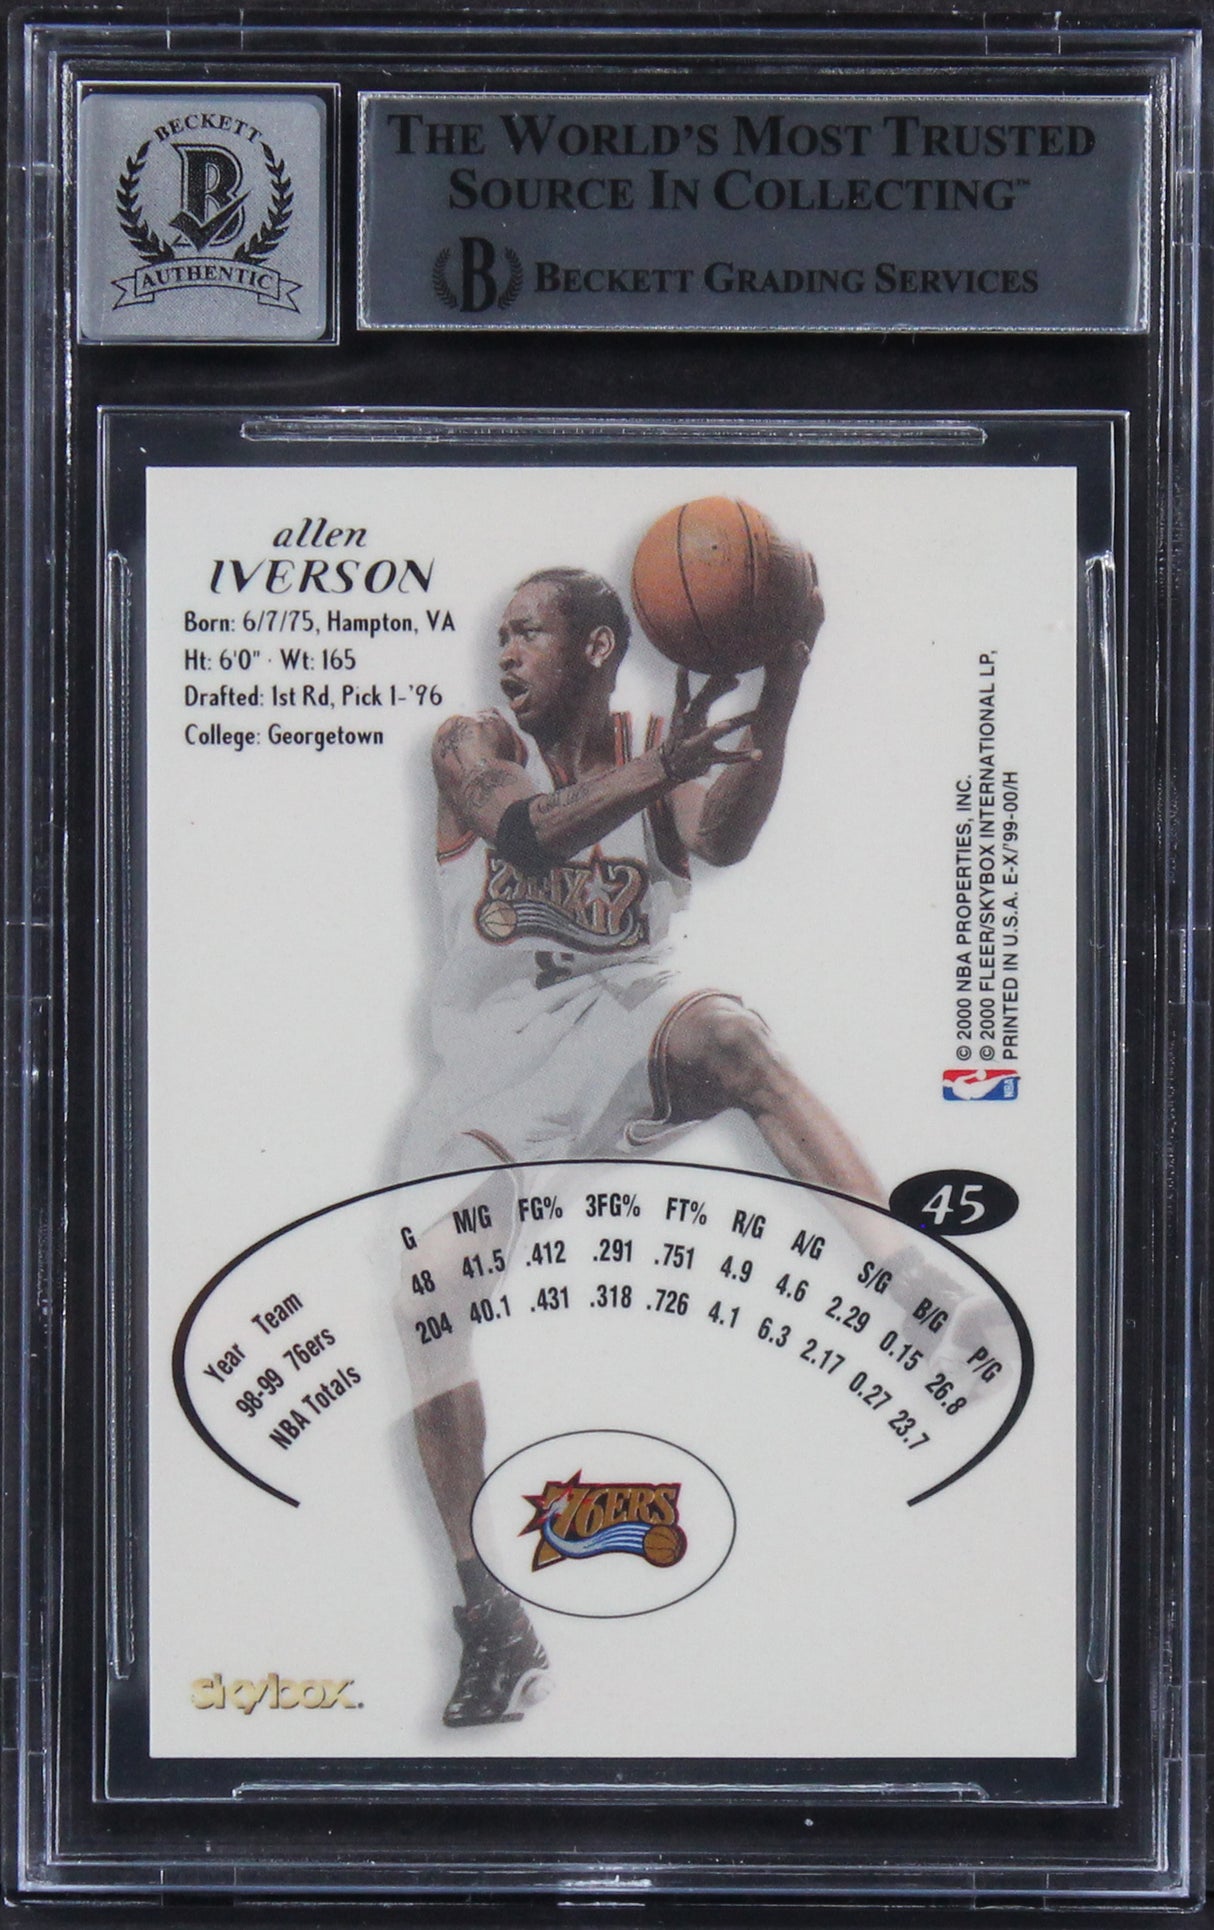 BECKETT
B
AUTHENTIC
THE WORLD'S MOST TRUSTED
SOURCE IN COLLECTING™
B BECKETT GRADING SERVICES
allen
IVERSON
Born: 6/7/75, Hampton, VA
Ht: 6'0" · Wt: 165
Drafted: 1st Rd, Pick 1-'96
College: Georgetown
© 2000 NBA PROPERTIES, INC.
© 2000 FLEER/SKYBOX INTERNATIONAL LP,
PRINTED IN U.S.A. E-X/'99-00/H
NBA
45
Year Team G M/G FG% 3FG% FT% R/G A/G S/G B/G P/G
98-99 76ers 48 41.5 .412 .291 .751 4.9 4.6 2.29 0.15 26.8
NBA Totals 204 40.1 .431 .318 .726 4.1 6.3 2.17 0.27 23.7
76ERS
skybox.